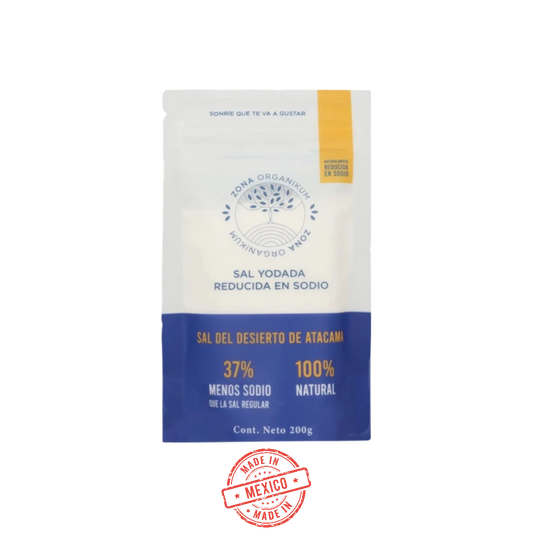 SONRÍE QUE TE VA A GUSTAR
REDUCIDA
EN SODIO
ZONA ORGANIKUM
ZONA ORGANIKUM
SAL YODADA
REDUCIDA EN SODIO
SAL DEL DESIERTO DE ATACAMA
37%
MENOS SODIO
QUE LA SAL REGULAR
100%
NATURAL
Cont. Neto 200g
MADE IN
MEXICO
MADE IN